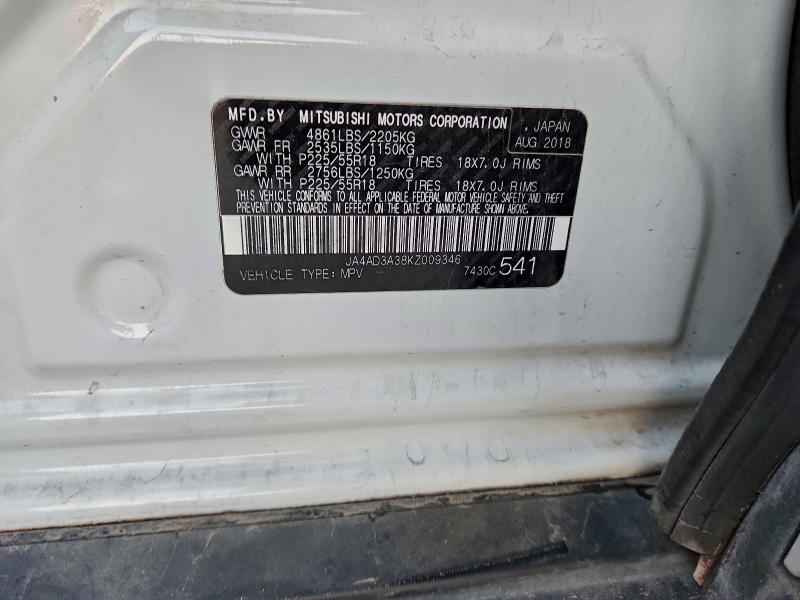 MFD.BY MITSUBISHI MOTORS CORPORATION
. JAPAN
AUG 2018
GVWR 4861LBS/2205KG
GAWR FR 2535LBS/1150KG
WITH P225/55R18 TIRES 18X7.0J RIMS
GAWR RR 2756LBS/1250KG
WITH P225/55R18 TIRES 18X7.0J RIMS
THIS VEHICLE CONFORMS TO ALL APPLICABLE FEDERAL MOTOR VEHICLE SAFETY AND THEFT
PREVENTION STANDARDS IN EFFECT ON THE DATE OF MANUFACTURE SHOWN ABOVE.
JA4AD3A38KZ009346
VEHICLE TYPE: MPV 7430C 541